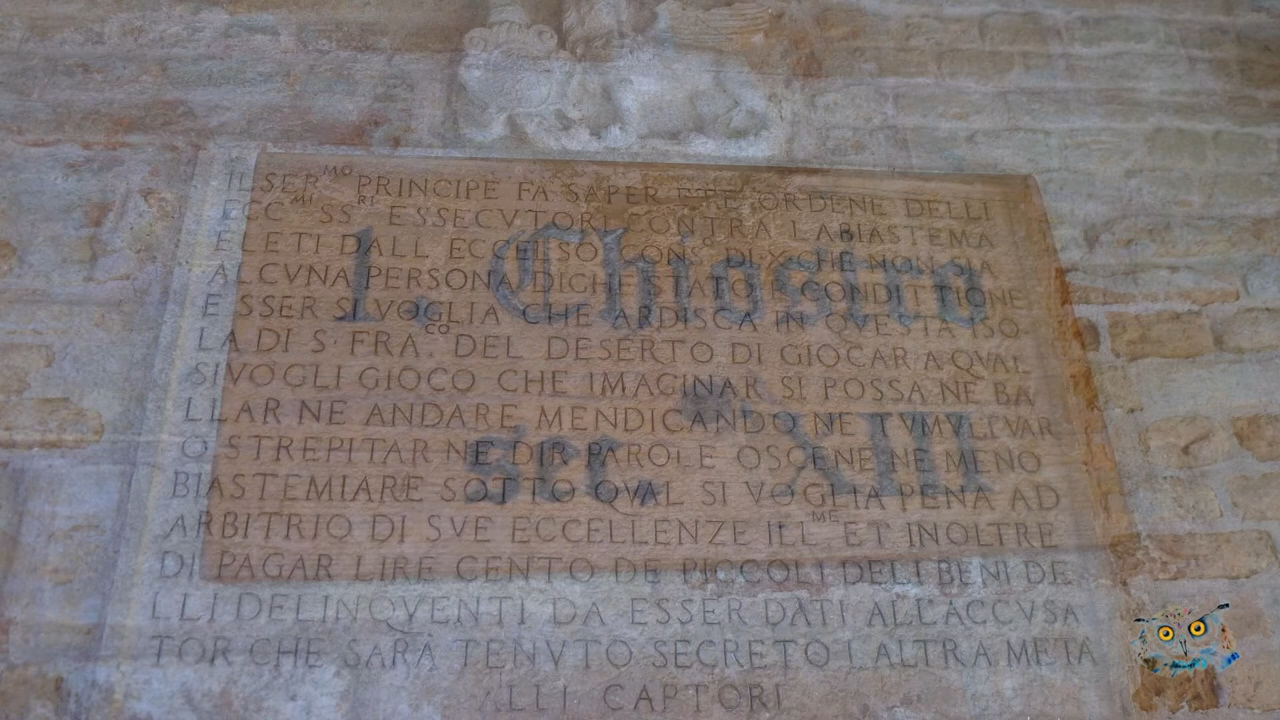 IL SER^MO PRINCIPE FA SAPER ET È ORDENE DELLI
ECC^MI SS^RI ESSECVTORI CONTRA LABIASTEMA
ELETI DALL ECCELSO CONS^O DI X CHE NON SIA
ALCVNA PERSONA DICHE STATO E CONDITTIONE
ESSER SI VOGLIA CHE ARDISCA IN QVESTA ISO
LA DI S. FRA^CO DEL DESERTO DI GIOCAR A QVAL
SI VOGLI GIOCO CHE IMAGINAR SI POSSA NE BA
LLAR NE ANDARE MENDICANDO NE TVMVLTVAR
O STREPITAR NE DIR PAROLE OSCENE NE MENO
BIASTEMIARE SOTTO QVAL SI VOGLIA PENA AD
ARBITRIO DI SVE ECCELLENZE ILL^ME ET INOLTRE
DI PAGAR LIRE CENTO DE PICCOLI DELI BENI DE
LLI DELINQVENTI DA ESSER DATI ALL'ACCVSA
TOR CHE SARA TENVTO SECRETO L ALTRA META
ALLI CAPTORI
1. Chiostro
sec. XIII